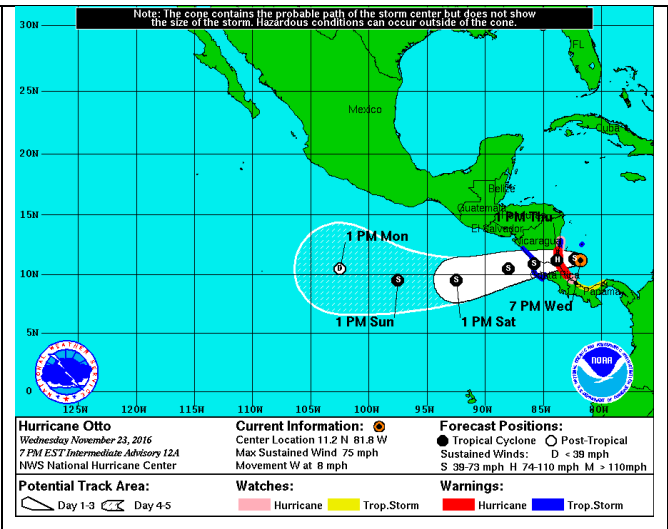 Note: The cone contains the probable path of the storm center but does not show
the size of the storm. Hazardous conditions can occur outside of the cone.
30N
FL
25N
Mexico
Cuba
20N
Belize
15N
Guatemala
1 PM Thu
El Salvador
Nicaragua
1 PM Mon
D
S
S
S
S
H
S
10N
Costa Rica
Panama
7 PM Wed
1 PM Sun
1 PM Sat
5N
NATIONAL WEATHER SERVICE
NOAA
0
125W 120W 115W 110W 105W 100W 95W 90W 85W 80W
Hurricane Otto
Wednesday November 23, 2016
7 PM EST Intermediate Advisory 12A
NWS National Hurricane Center
Current Information:
Center Location 11.2 N 81.8 W
Max Sustained Wind 75 mph
Movement W at 8 mph
Forecast Positions:
Tropical Cyclone Post-Tropical
Sustained Winds: D < 39 mph
S 39-73 mph H 74-110 mph M > 110mph
Potential Track Area:
Day 1-3 Day 4-5
Watches:
Hurricane Trop.Storm
Warnings:
Hurricane Trop.Storm